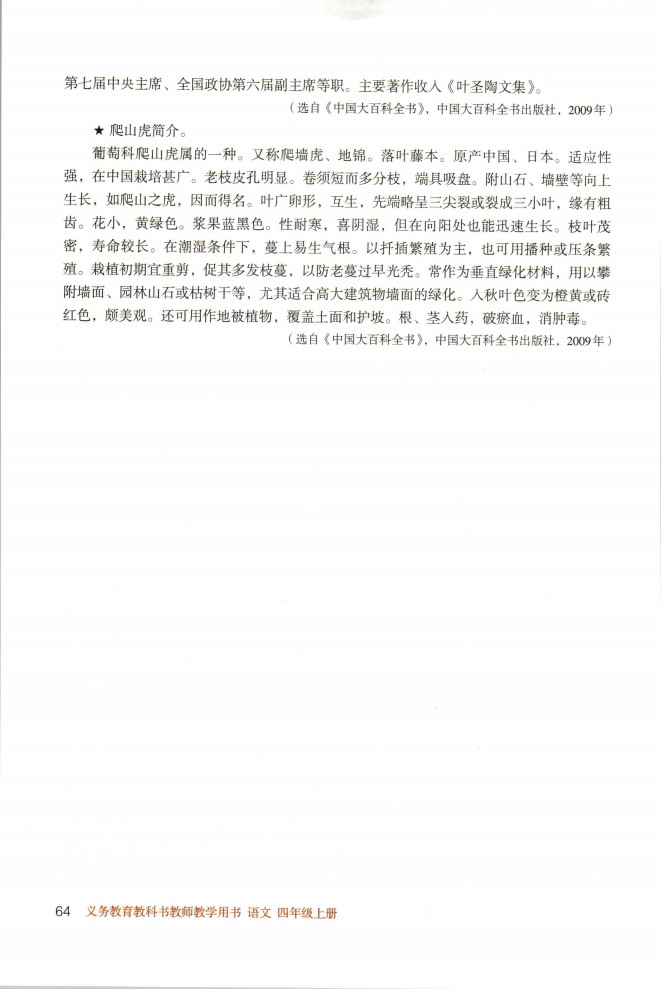 第七届中央主席、全国政协第六届副主席等职。主要著作收入《叶圣陶文集》。
（选自《中国大百科全书》，中国大百科全书出版社，2009年）
★ 爬山虎简介。
葡萄科爬山虎属的一种。又称爬墙虎、地锦。落叶藤本。原产中国、日本。适应性
强，在中国栽培甚广。老枝皮孔明显。卷须短而多分枝，端具吸盘。附山石、墙壁等向上
生长，如爬山之虎，因而得名。叶广卵形，互生，先端略呈三尖裂或裂成三小叶，缘有粗
齿。花小，黄绿色。浆果蓝黑色。性耐寒，喜阴湿，但在向阳处也能迅速生长。枝叶茂
密，寿命较长。在潮湿条件下，蔓上易生气根。以扦插繁殖为主，也可用播种或压条繁
殖。栽植初期宜重剪，促其多发枝蔓，以防老蔓过早光秃。常作为垂直绿化材料，用以攀
附墙面、园林山石或枯树干等，尤其适合高大建筑物墙面的绿化。入秋叶色变为橙黄或砖
红色，颇美观。还可用作地被植物，覆盖土面和护坡。根、茎入药，破瘀血，消肿毒。
（选自《中国大百科全书》，中国大百科全书出版社，2009年）
64 义务教育教科书教师教学用书 语文 四年级上册